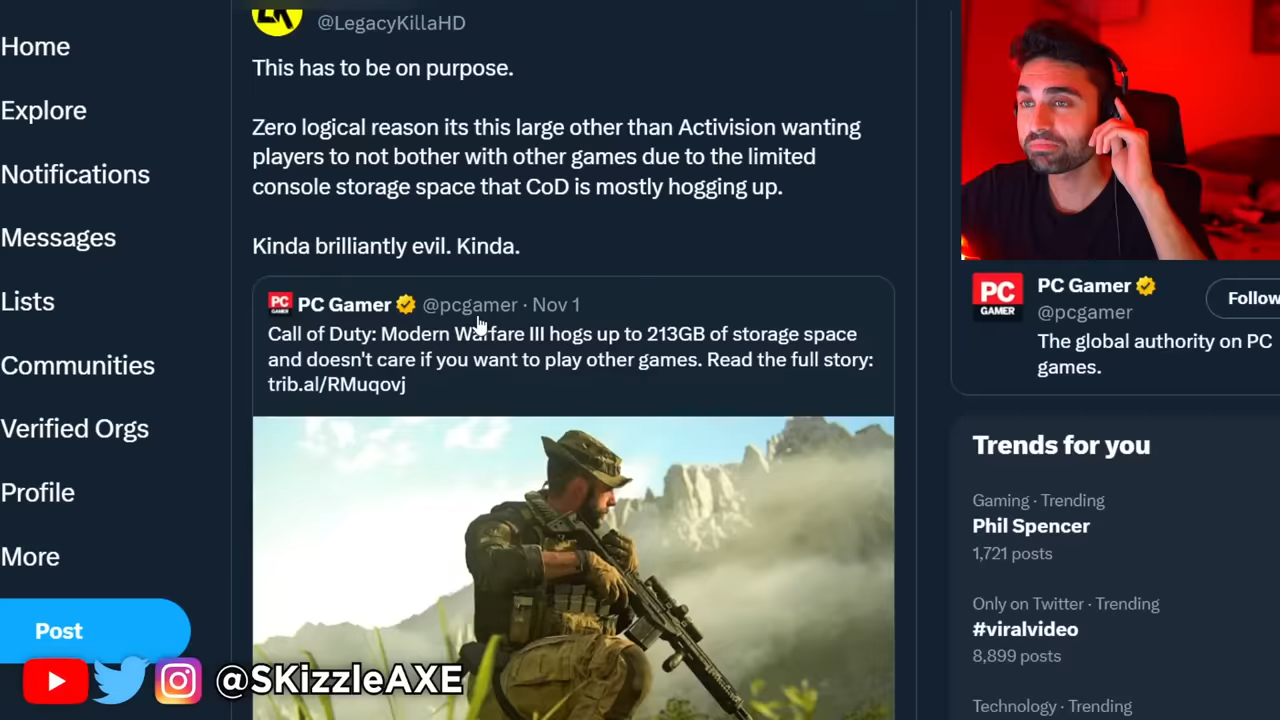 @LegacyKillaHD
This has to be on purpose.
Zero logical reason its this large other than Activision wanting
players to not bother with other games due to the limited
console storage space that CoD is mostly hogging up.
Kinda brilliantly evil. Kinda.
PC Gamer @pcgamer · Nov 1
Call of Duty: Modern Warfare III hogs up to 213GB of storage space
and doesn't care if you want to play other games. Read the full story:
trib.al/RMuqovj
Home
Explore
Notifications
Messages
Lists
Communities
Verified Orgs
Profile
More
Post
@SKizzleAXE
PC
GAMER
PC Gamer
@pcgamer
Follow
The global authority on PC
games.
Trends for you
Gaming · Trending
Phil Spencer
1,721 posts
Only on Twitter · Trending
#viralvideo
8,899 posts
Technology · Trending